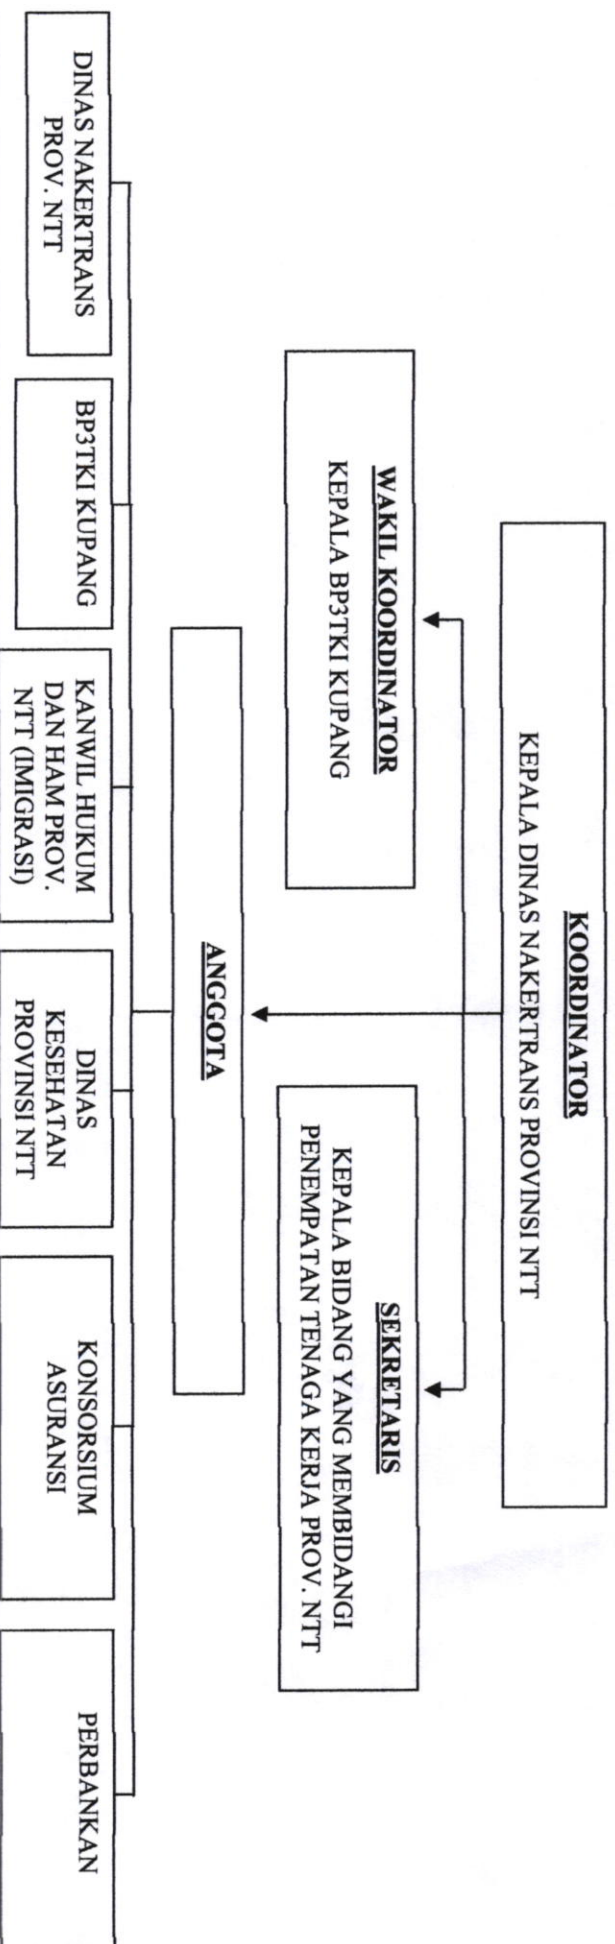 KOORDINATOR
KEPALA DINAS NAKERTRANS PROVINSI NTT
WAKIL KOORDINATOR
KEPALA BP3TKI KUPANG
SEKRETARIS
KEPALA BIDANG YANG MEMBIDANGI
PENEMPATAN TENAGA KERJA PROV. NTT
ANGGOTA
DINAS NAKERTRANS
PROV. NTT
BP3TKI KUPANG
KANWIL HUKUM
DAN HAM PROV.
NTT (IMIGRASI)
DINAS
KESEHATAN
PROVINSI NTT
KONSORSIUM
ASURANSI
PERBANKAN